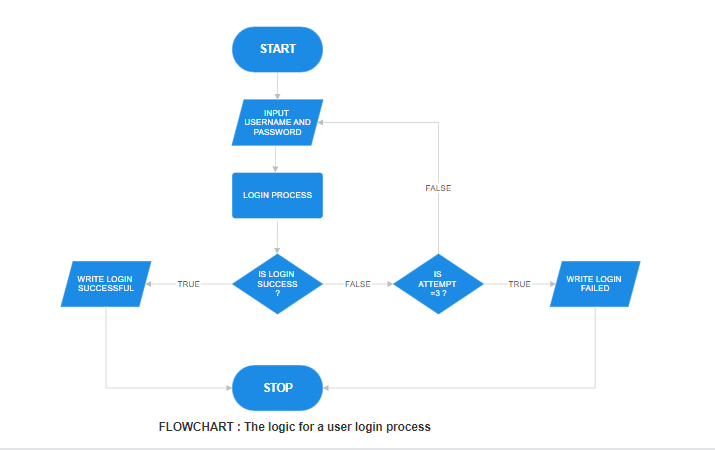 START
INPUT
USERNAME AND
PASSWORD
LOGIN PROCESS
FALSE
IS LOGIN
SUCCESS
?
TRUE
WRITE LOGIN
SUCCESSFUL
FALSE
IS
ATTEMPT
=3 ?
TRUE
WRITE LOGIN
FAILED
STOP
FLOWCHART : The logic for a user login process